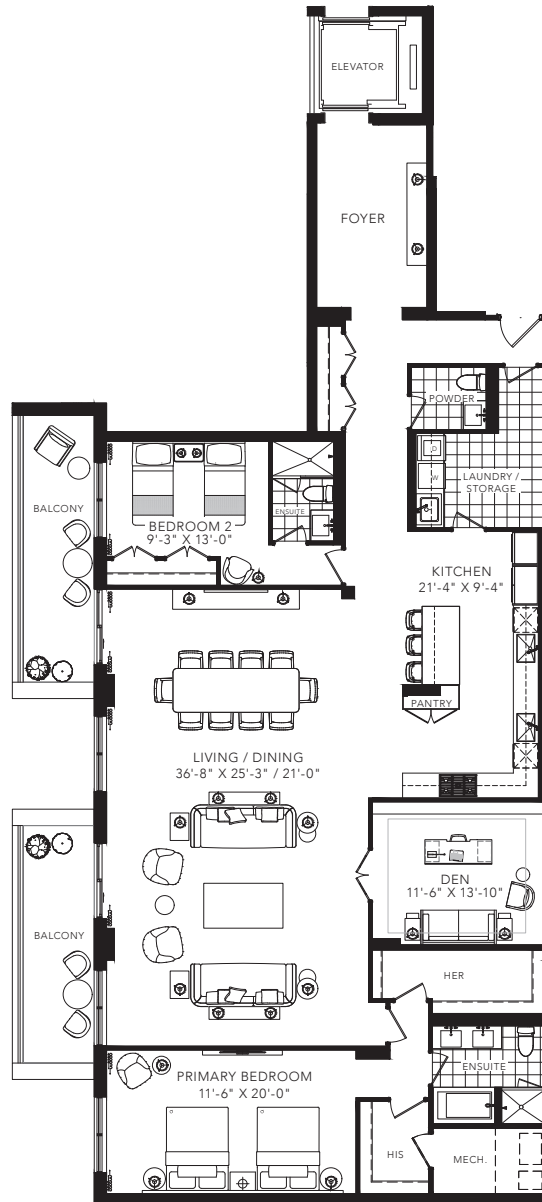 ELEVATOR
FOYER
POWDER
D
W
LAUNDRY /
STORAGE
BALCONY
ENSUITE
BEDROOM 2
9'-3" X 13'-0"
KITCHEN
21'-4" X 9'-4"
PANTRY
LIVING / DINING
36'-8" X 25'-3" / 21'-0"
DEN
11'-6" X 13'-10"
BALCONY
HER
ENSUITE
PRIMARY BEDROOM
11'-6" X 20'-0"
HIS
MECH.